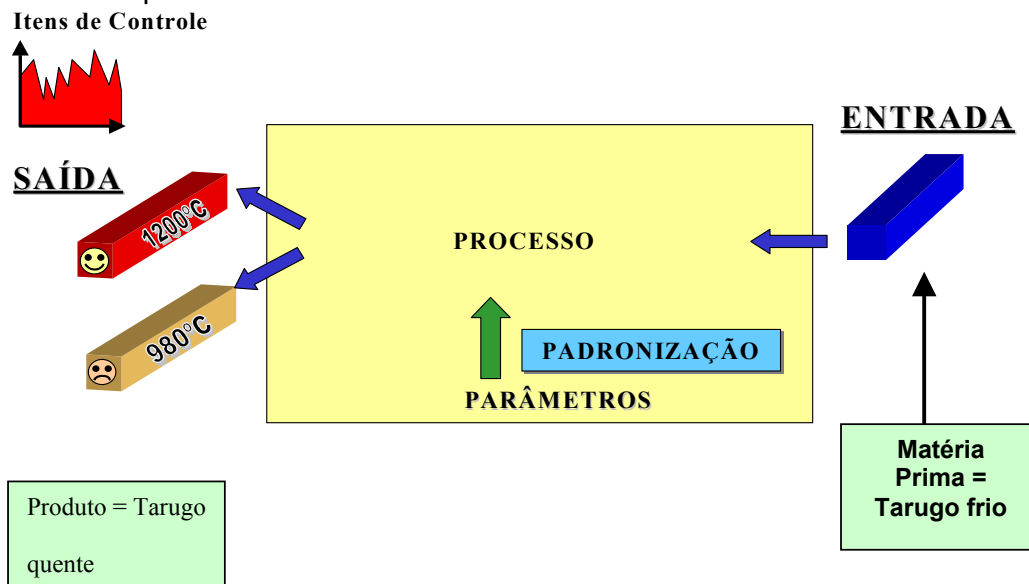 Itens de Controle
SAÍDA
1200°C
980°C
PROCESSO
PADRONIZAÇÃO
PARÂMETROS
ENTRADA
Matéria
Prima =
Tarugo frio
Produto = Tarugo
quente